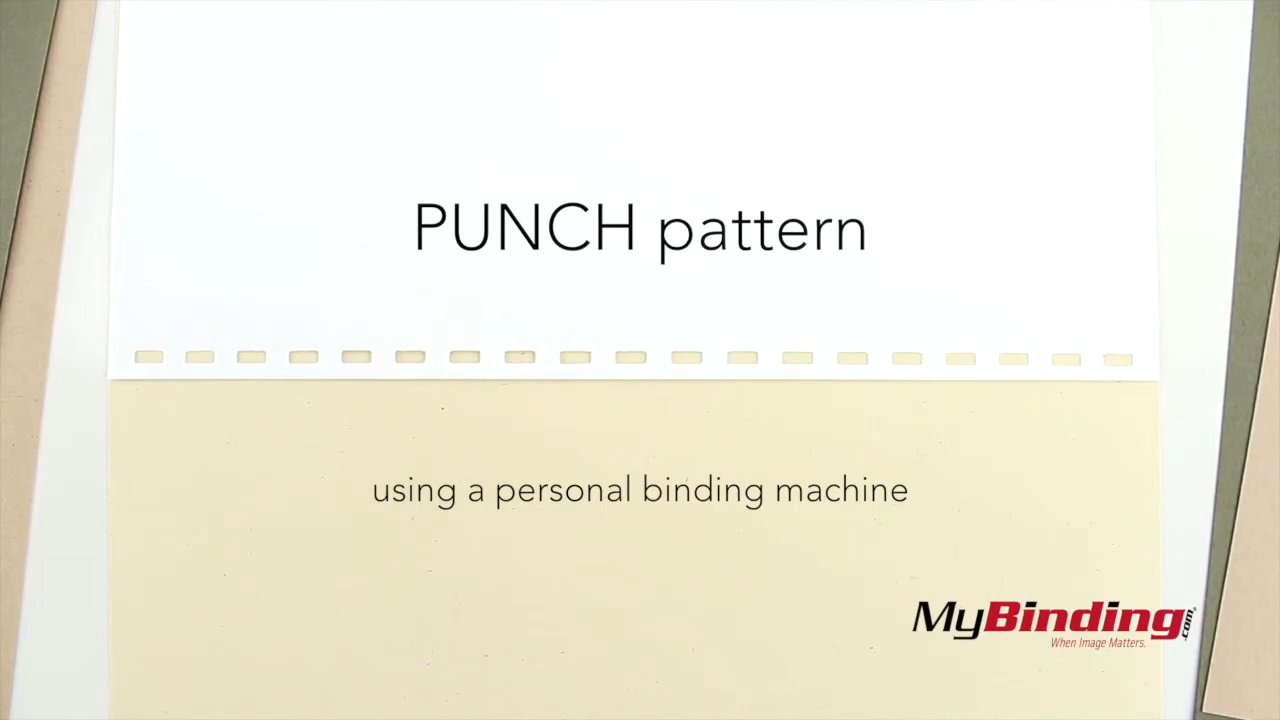 PUNCH pattern
using a personal binding machine
MyBinding.com
When Image Matters.